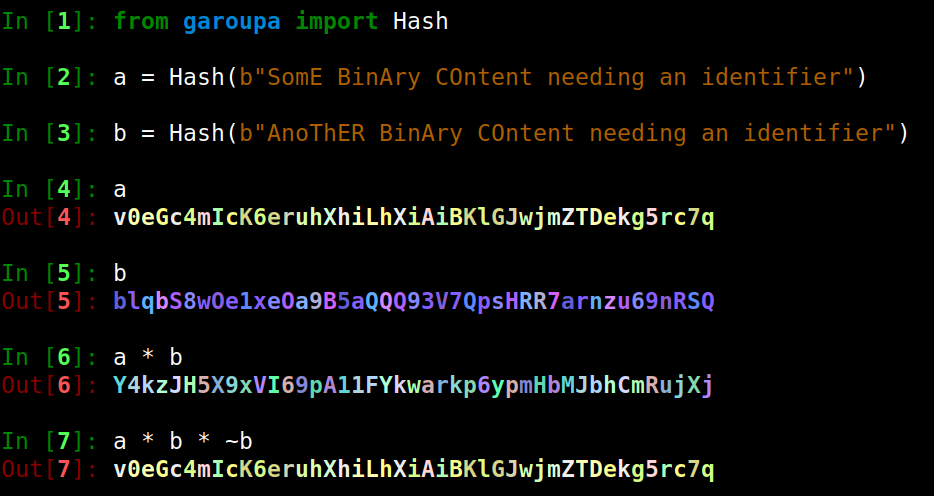 In [1]: from garoupa import Hash
In [2]: a = Hash(b"SomE BinAry COntent needing an identifier")
In [3]: b = Hash(b"AnoThER BinAry COntent needing an identifier")
In [4]: a
Out[4]: v0eGc4mIcK6eruhXhiLhXiAiBKlGJwjmZTDekg5rc7q
In [5]: b
Out[5]: blqbS8wOe1xeOa9B5aQQQ93V7QpsHRR7arnzu69nRSQ
In [6]: a * b
Out[6]: Y4kzJH5X9xVI69pA11FYkwarkp6ypmHbMJbhCmRujXj
In [7]: a * b * ~b
Out[7]: v0eGc4mIcK6eruhXhiLhXiAiBKlGJwjmZTDekg5rc7q